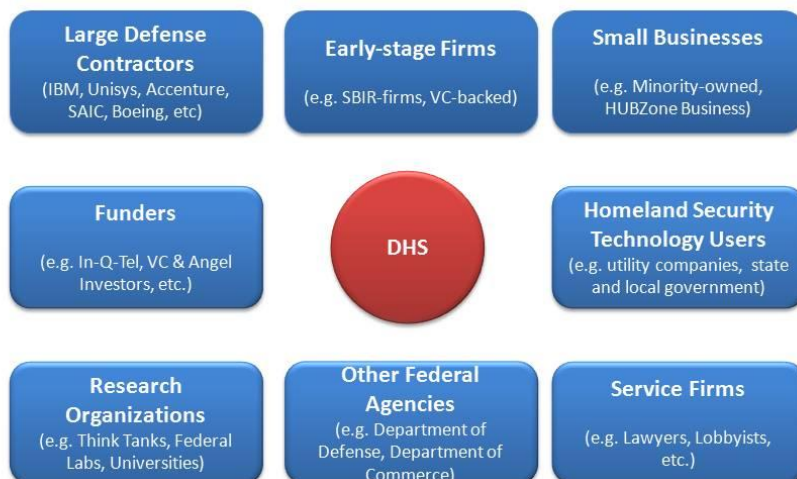 Large Defense
Contractors
(IBM, Unisys, Accenture,
SAIC, Boeing, etc)
Early-stage Firms
(e.g. SBIR-firms, VC-backed)
Small Businesses
(e.g. Minority-owned,
HUBZone Business)
Funders
(e.g. In-Q-Tel, VC & Angel
Investors, etc.)
DHS
Homeland Security
Technology Users
(e.g. utility companies, state
and local government)
Research
Organizations
(e.g. Think Tanks, Federal
Labs, Universities)
Other Federal
Agencies
(e.g. Department of
Defense, Department of
Commerce)
Service Firms
(e.g. Lawyers, Lobbyists,
etc.)